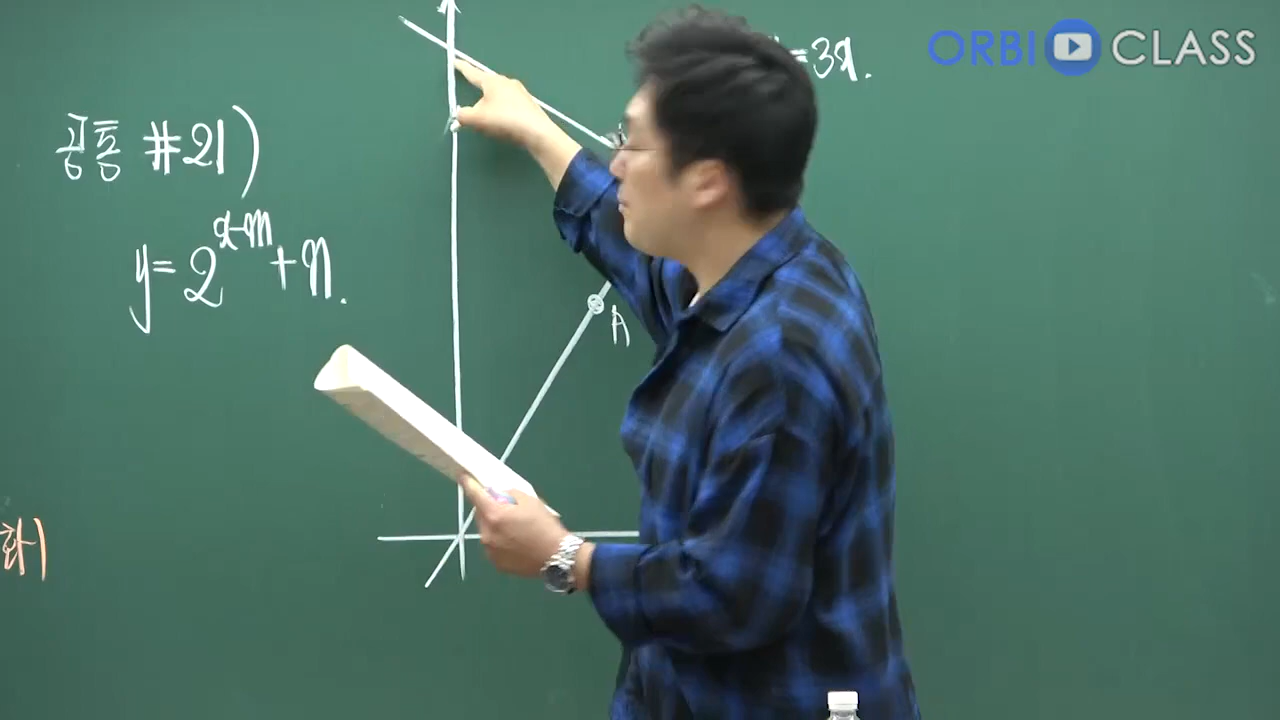 ORBI CLASS
=3x.
공통 #21)
y=2^{x-m}+n.
A